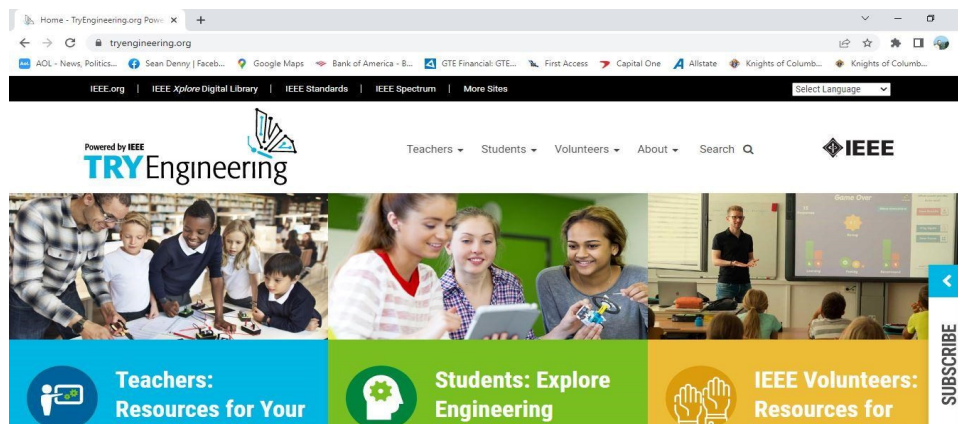 Home - TryEngineering.org Powe
tryengineering.org
AOL - News, Politics... Sean Denny | Faceb... Google Maps Bank of America - B... GTE Financial: GTE... First Access Capital One Allstate Knights of Columb... Knights of Columb...
IEEE.org | IEEE Xplore Digital Library | IEEE Standards | IEEE Spectrum | More Sites Select Language
Powered by IEEE
TRYEngineering
Teachers Students Volunteers About Search
IEEE
Game Over
SUBSCRIBE
Teachers:
Resources for Your
Students: Explore
Engineering
IEEE Volunteers:
Resources for